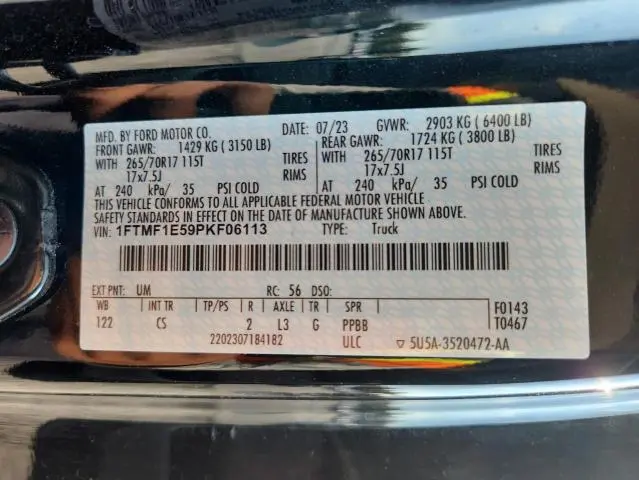 MFD. BY FORD MOTOR CO.
DATE: 07/23 GVWR: 2903 KG ( 6400 LB)
FRONT GAWR: 1429 KG ( 3150 LB) REAR GAWR: 1724 KG ( 3800 LB)
WITH 265/70R17 115T TIRES WITH 265/70R17 115T TIRES
17x7.5J RIMS 17x7.5J RIMS
AT 240 kPa/ 35 PSI COLD AT 240 kPa/ 35 PSI COLD
THIS VEHICLE CONFORMS TO ALL APPLICABLE FEDERAL MOTOR VEHICLE
SAFETY STANDARDS IN EFFECT ON THE DATE OF MANUFACTURE SHOWN ABOVE.
VIN: 1FTMF1E59PKF06113 TYPE: Truck
EXT PNT: UM RC: 56 DSO:
WB INT TR TP/PS R AXLE TR SPR F0143
122 CS 2 L3 G PPBB T0467
2202307184182 ULC ▽ 5U5A-3520472-AA